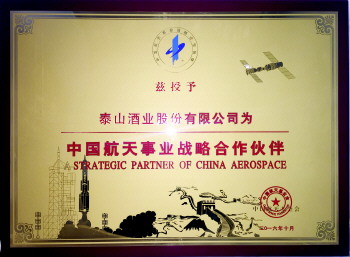 兹授予
泰山酒业股份有限公司为
中国航天事业战略合作伙伴
A STRATEGIC PARTNER OF CHINA AEROSPACE
二〇一六年十月